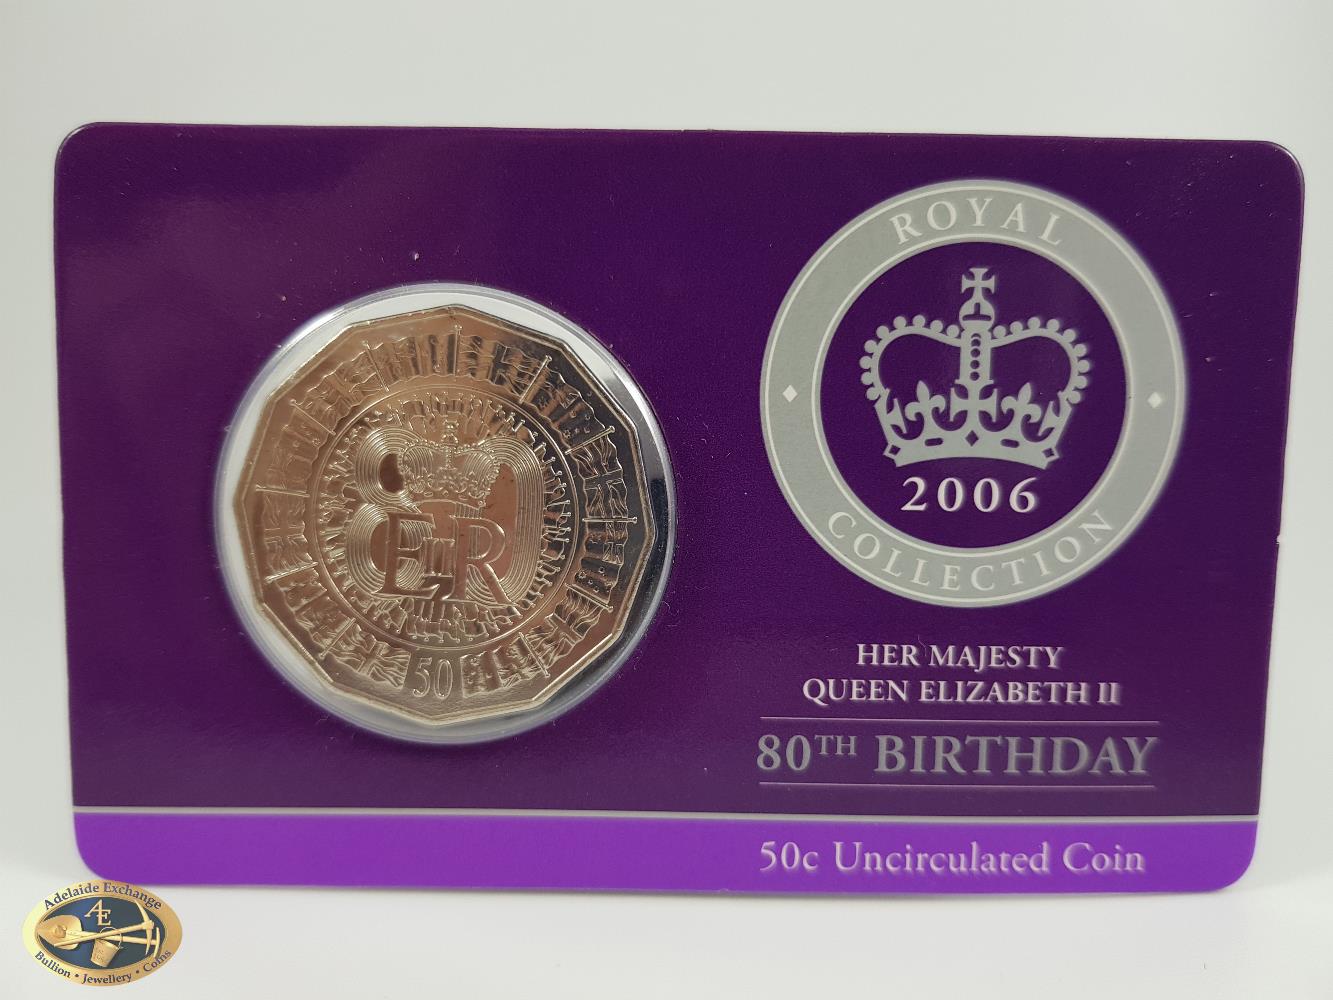 ROYAL
COLLECTION
2006
HER MAJESTY
QUEEN ELIZABETH II
80TH BIRTHDAY
50c Uncirculated Coin
80
EIIR
50
Adelaide Exchange
AE
Bullion • Jewellery • Coins